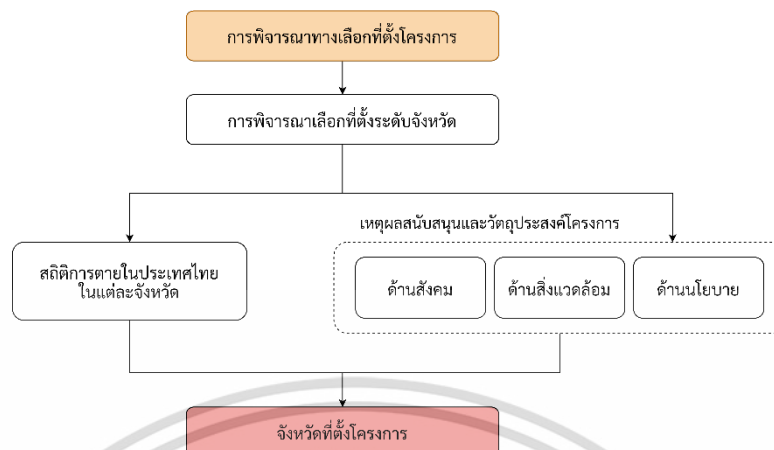 การพิจารณาทางเลือกที่ตั้งโครงการ
การพิจารณาเลือกที่ตั้งระดับจังหวัด
เหตุผลสนับสนุนและวัตถุประสงค์โครงการ
สถิติการตายในประเทศไทย
ในแต่ละจังหวัด
ด้านสังคม
ด้านสิ่งแวดล้อม
ด้านนโยบาย
จังหวัดที่ตั้งโครงการ